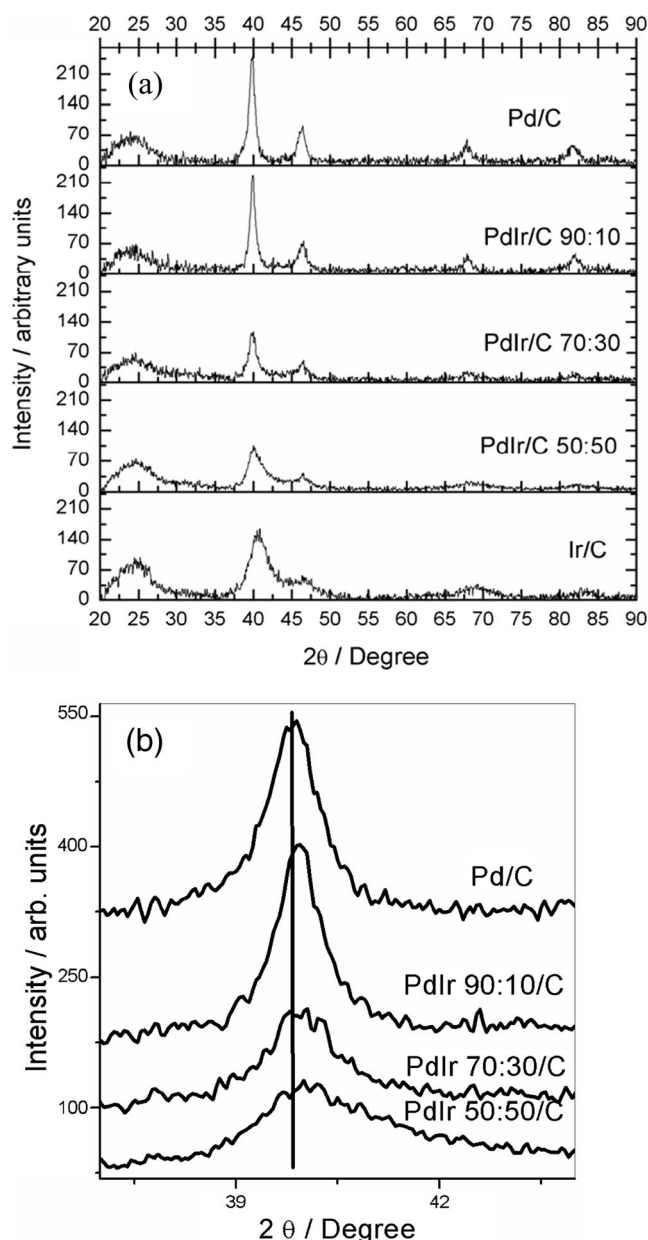 20 25 30 35 40 45 50 55 60 65 70 75 80 85 90
(a)
210
140
70
0
Pd/C
210
140
70
0
PdIr/C 90:10
210
140
70
0
PdIr/C 70:30
210
140
70
0
PdIr/C 50:50
210
140
70
0
Ir/C
Intensity / arbitrary units
20 25 30 35 40 45 50 55 60 65 70 75 80 85 90
2θ / Degree
(b)
550
400
250
100
Intensity / arb. units
Pd/C
PdIr 90:10/C
PdIr 70:30/C
PdIr 50:50/C
39 42
2 θ / Degree